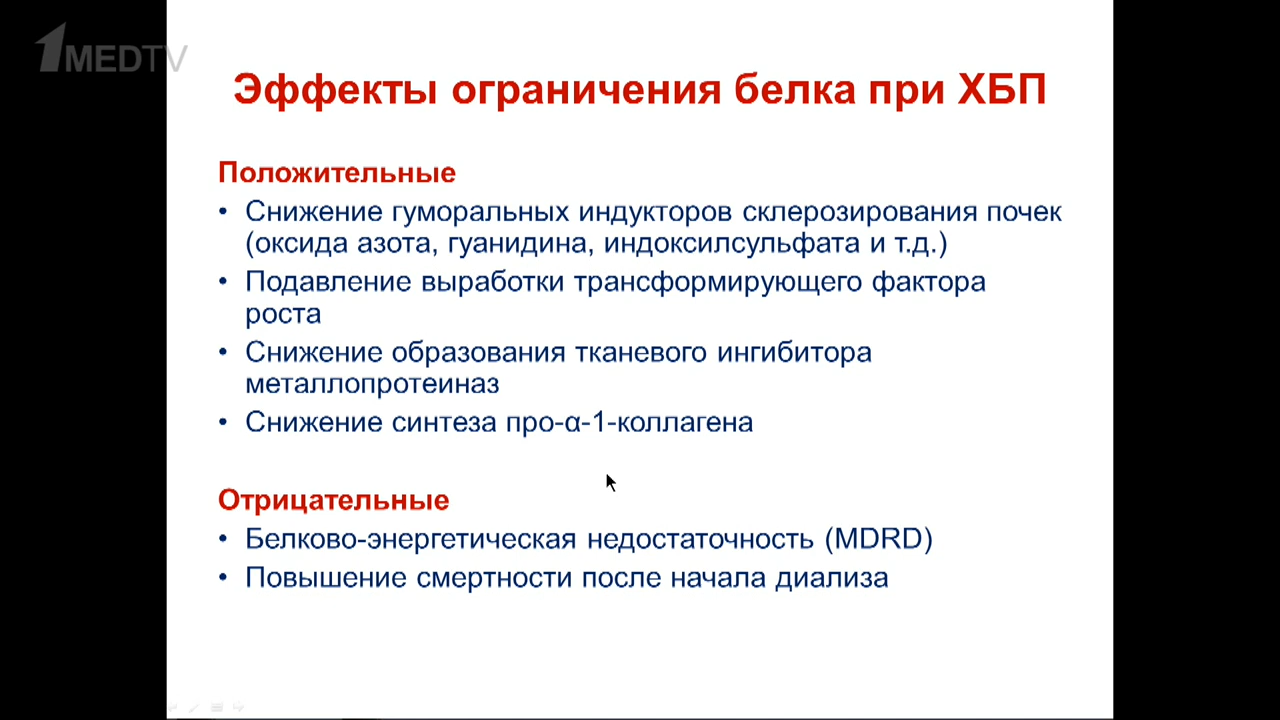 1MEDTV
Эффекты ограничения белка при ХБП
Положительные
• Снижение гуморальных индукторов склерозирования почек
(оксида азота, гуанидина, индоксилсульфата и т.д.)
• Подавление выработки трансформирующего фактора
роста
• Снижение образования тканевого ингибитора
металлопротеиназ
• Снижение синтеза про-α-1-коллагена
Отрицательные
• Белково-энергетическая недостаточность (MDRD)
• Повышение смертности после начала диализа